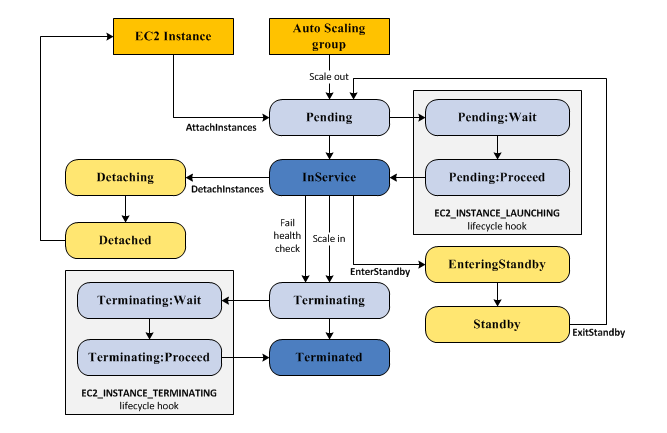 EC2 Instance
Auto Scaling
group
Scale out
AttachInstances
Pending
Pending:Wait
Detaching
DetachInstances
InService
Pending:Proceed
EC2_INSTANCE_LAUNCHING
lifecycle hook
Detached
Fail
health
check
Scale in
EnterStandby
EnteringStandby
Terminating:Wait
Terminating
Standby
ExitStandby
Terminating:Proceed
Terminated
EC2_INSTANCE_TERMINATING
lifecycle hook